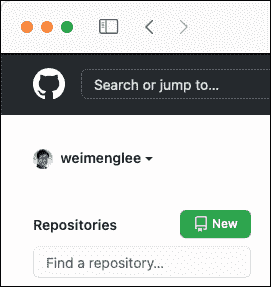 Search or jump to...
weimenglee
Repositories
New
Find a repository...